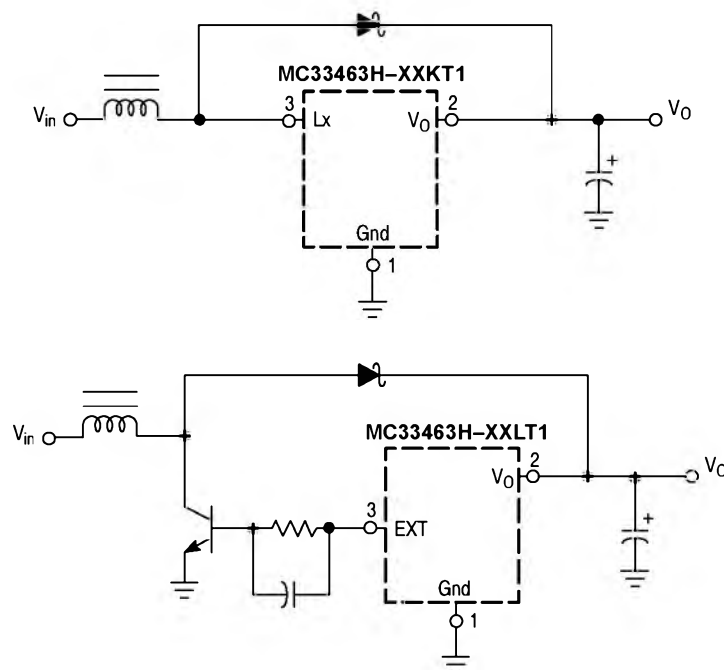 MC33463H–XXKT1
Vin
3
Lx
VO
2
VO
+
Gnd
1
MC33463H–XXLT1
Vin
3
EXT
VO
2
VO
+
Gnd
1